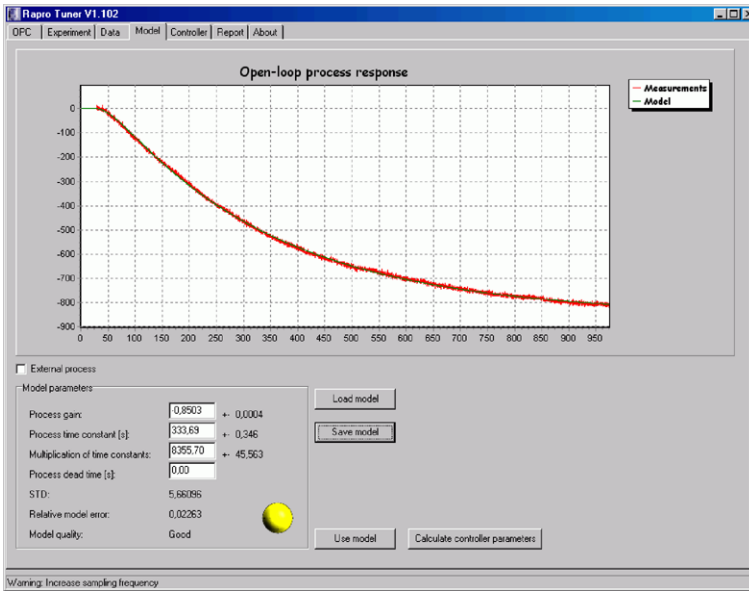 Rapro Tuner V1.102
OPC Experiment Data Model Controller Report About
Open-loop process response
Measurements
Model
0
-100
-200
-300
-400
-500
-600
-700
-800
-900
0 50 100 150 200 250 300 350 400 450 500 550 600 650 700 750 800 850 900 950
External process
Model parameters
Process gain: -0,8503 +- 0,0004
Process time constant [s]: 333,69 +- 0,346
Multiplication of time constants: 8355,70 +- 45,563
Process dead time [s]: 0,00
STD: 5,66096
Relative model error: 0,02263
Model quality: Good
Load model
Save model
Use model
Calculate controller parameters
Warning: Increase sampling frequency